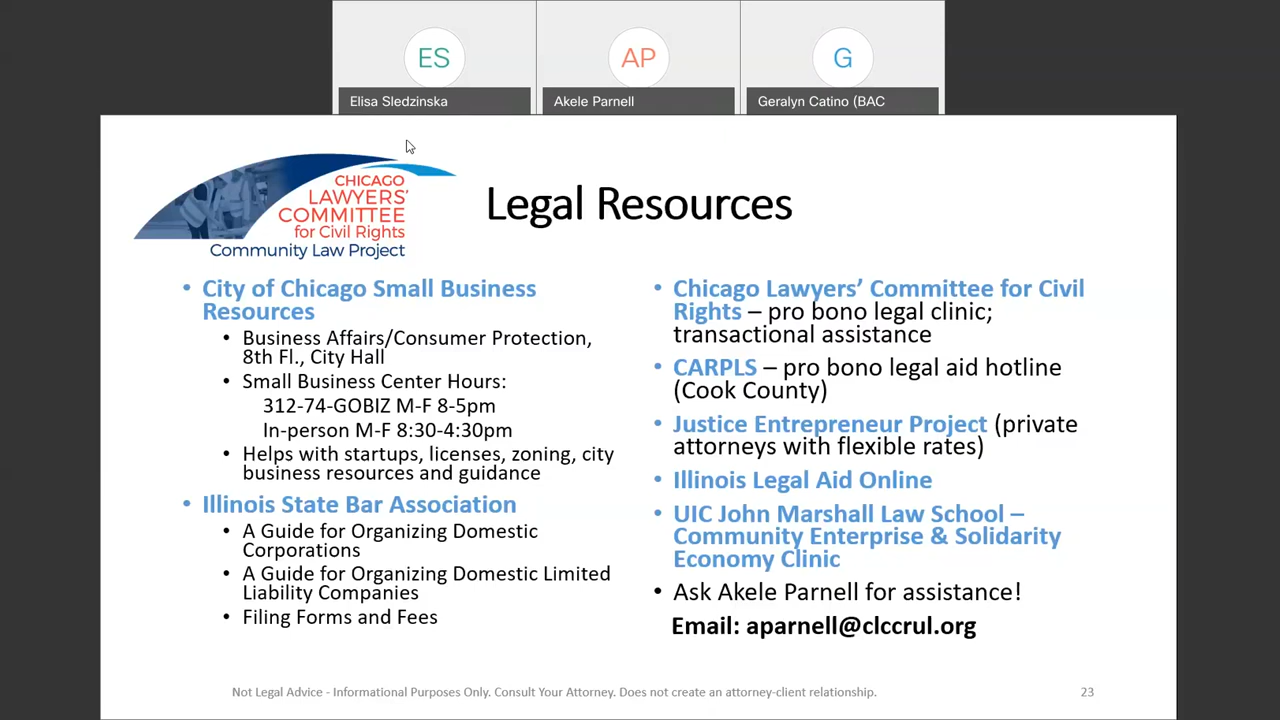 ES
AP
G
Elisa Sledzinska
Akele Parnell
Geralyn Catino (BAC
CHICAGO
LAWYERS'
COMMITTEE
for Civil Rights
Community Law Project
Legal Resources
• City of Chicago Small Business
Resources
• Business Affairs/Consumer Protection,
8th Fl., City Hall
• Small Business Center Hours:
312-74-GOBIZ M-F 8-5pm
In-person M-F 8:30-4:30pm
• Helps with startups, licenses, zoning, city
business resources and guidance
• Illinois State Bar Association
• A Guide for Organizing Domestic
Corporations
• A Guide for Organizing Domestic Limited
Liability Companies
• Filing Forms and Fees
• Chicago Lawyers’ Committee for Civil
Rights – pro bono legal clinic;
transactional assistance
• CARPLS – pro bono legal aid hotline
(Cook County)
• Justice Entrepreneur Project (private
attorneys with flexible rates)
• Illinois Legal Aid Online
• UIC John Marshall Law School –
Community Enterprise & Solidarity
Economy Clinic
• Ask Akele Parnell for assistance!
Email: aparnell@clccrul.org
Not Legal Advice - Informational Purposes Only. Consult Your Attorney. Does not create an attorney-client relationship.
23